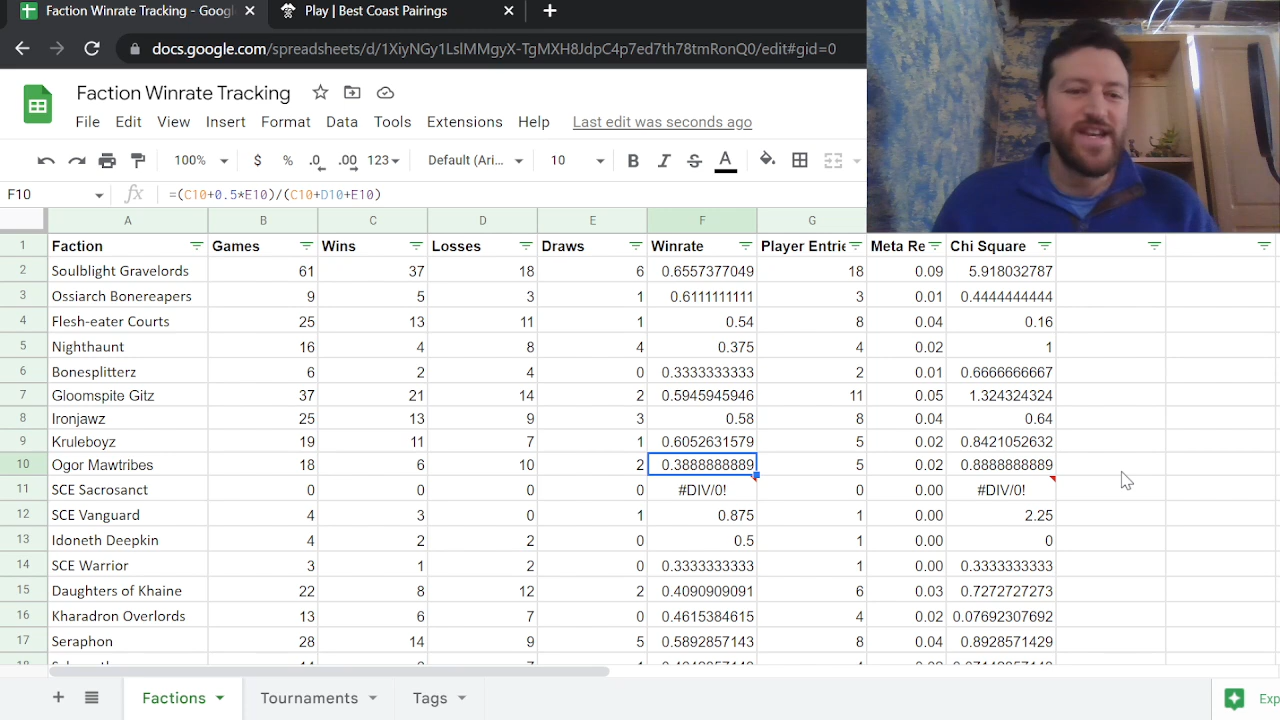 Faction Winrate Tracking - Googl
Play | Best Coast Pairings
docs.google.com/spreadsheets/d/1XiyNGy1LslMMgyX-TgMXH8JdpC4p7ed7th78tmRonQ0/edit#gid=0
Faction Winrate Tracking
File Edit View Insert Format Data Tools Extensions Help Last edit was seconds ago
100% $ % .0 .00 123 Default (Ari... 10 B I S A
F10 fx =(C10+0.5*E10)/(C10+D10+E10)
A B C D E F G
1 Faction Games Wins Losses Draws Winrate Player Entrie Meta Re Chi Square
2 Soulblight Gravelords 61 37 18 6 0.6557377049 18 0.09 5.918032787
3 Ossiarch Bonereapers 9 5 3 1 0.6111111111 3 0.01 0.4444444444
4 Flesh-eater Courts 25 13 11 1 0.54 8 0.04 0.16
5 Nighthaunt 16 4 8 4 0.375 4 0.02 1
6 Bonesplitterz 6 2 4 0 0.3333333333 2 0.01 0.6666666667
7 Gloomspite Gitz 37 21 14 2 0.5945945946 11 0.05 1.324324324
8 Ironjawz 25 13 9 3 0.58 8 0.04 0.64
9 Kruleboyz 19 11 7 1 0.6052631579 5 0.02 0.8421052632
10 Ogor Mawtribes 18 6 10 2 0.3888888889 5 0.02 0.8888888889
11 SCE Sacrosanct 0 0 0 0 #DIV/0! 0 0.00 #DIV/0!
12 SCE Vanguard 4 3 0 1 0.875 1 0.00 2.25
13 Idoneth Deepkin 4 2 2 0 0.5 1 0.00 0
14 SCE Warrior 3 1 2 0 0.3333333333 1 0.00 0.3333333333
15 Daughters of Khaine 22 8 12 2 0.4090909091 6 0.03 0.7272727273
16 Kharadron Overlords 13 6 7 0 0.4615384615 4 0.02 0.07692307692
17 Seraphon 28 14 9 5 0.5892857143 8 0.04 0.8928571429
Factions Tournaments Tags Exp